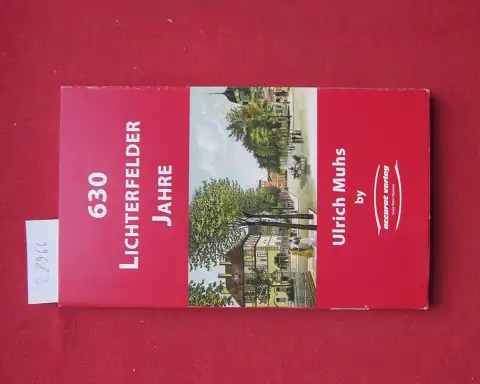 630
LICHTERFELDER
JAHRE
Ulrich Muhs
by
accurat verlag